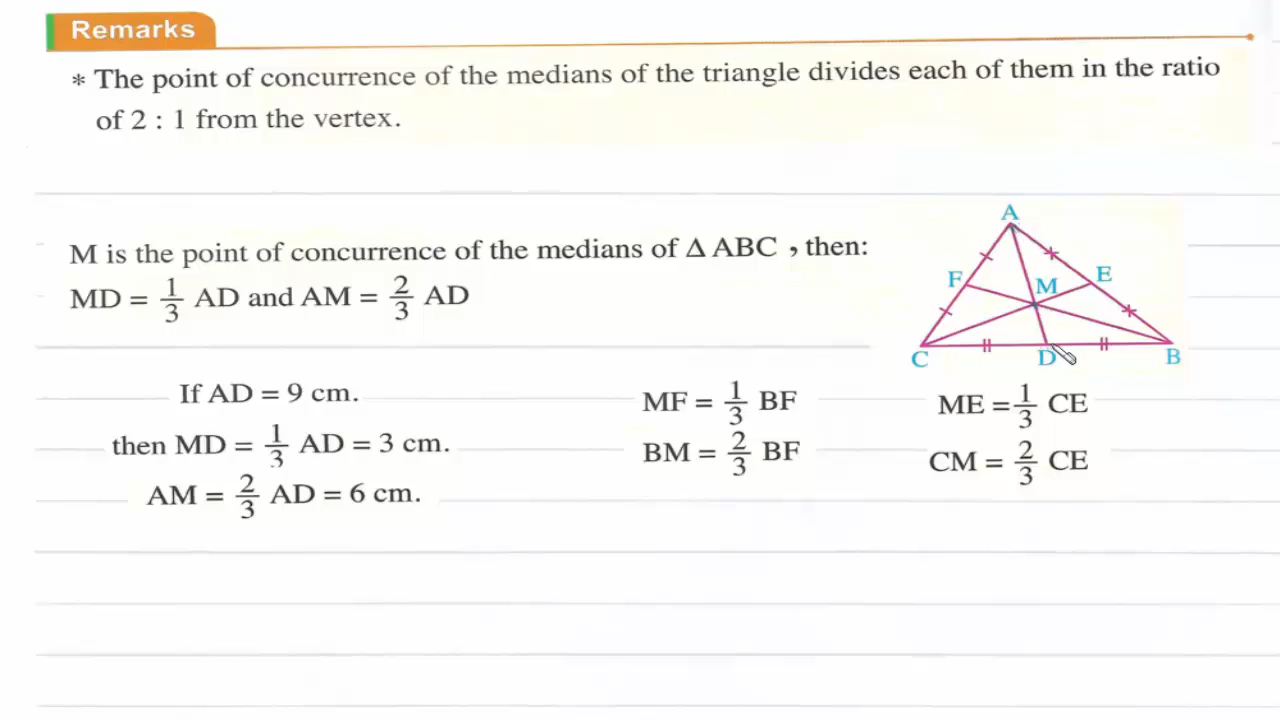 Remarks
* The point of concurrence of the medians of the triangle divides each of them in the ratio
of 2 : 1 from the vertex.
M is the point of concurrence of the medians of Δ ABC , then:
MD = 1/3 AD and AM = 2/3 AD
A
F
M
E
C
D
B
If AD = 9 cm.
then MD = 1/3 AD = 3 cm.
AM = 2/3 AD = 6 cm.
MF = 1/3 BF
BM = 2/3 BF
ME = 1/3 CE
CM = 2/3 CE